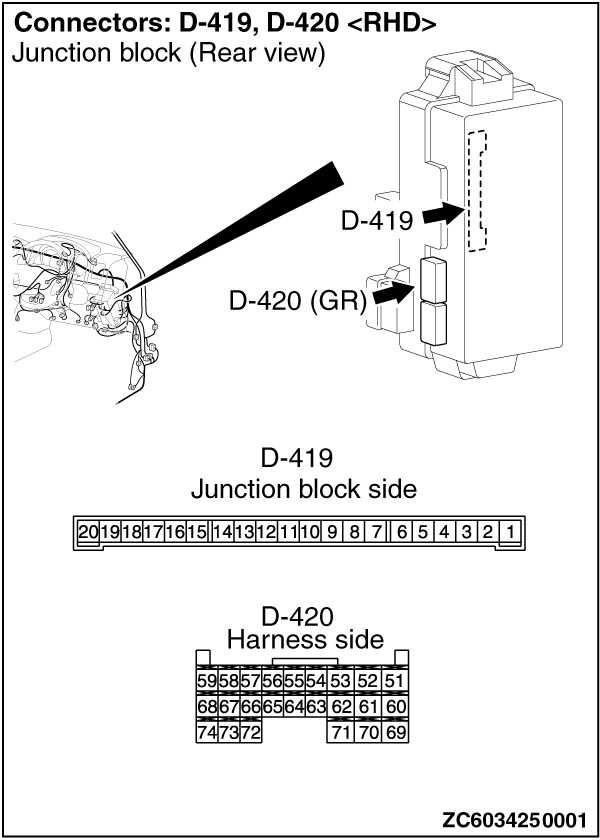 Connectors: D-419, D-420 <RHD>
Junction block (Rear view)
D-419
D-420 (GR)
D-419
Junction block side
20 19 18 17 16 15 14 13 12 11 10 9 8 7 6 5 4 3 2 1
D-420
Harness side
59 58 57 56 55 54 53 52 51
68 67 66 65 64 63 62 61 60
74 73 72 71 70 69
ZC6034250001